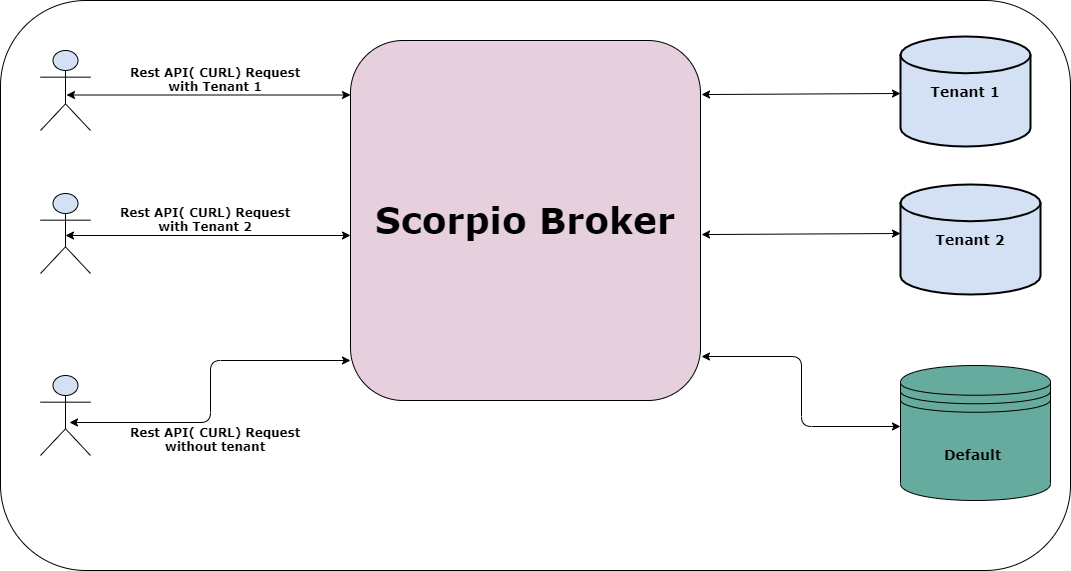 Rest API( CURL) Request
with Tenant 1
Tenant 1
Rest API( CURL) Request
with Tenant 2
Scorpio Broker
Tenant 2
Rest API( CURL) Request
without tenant
Default